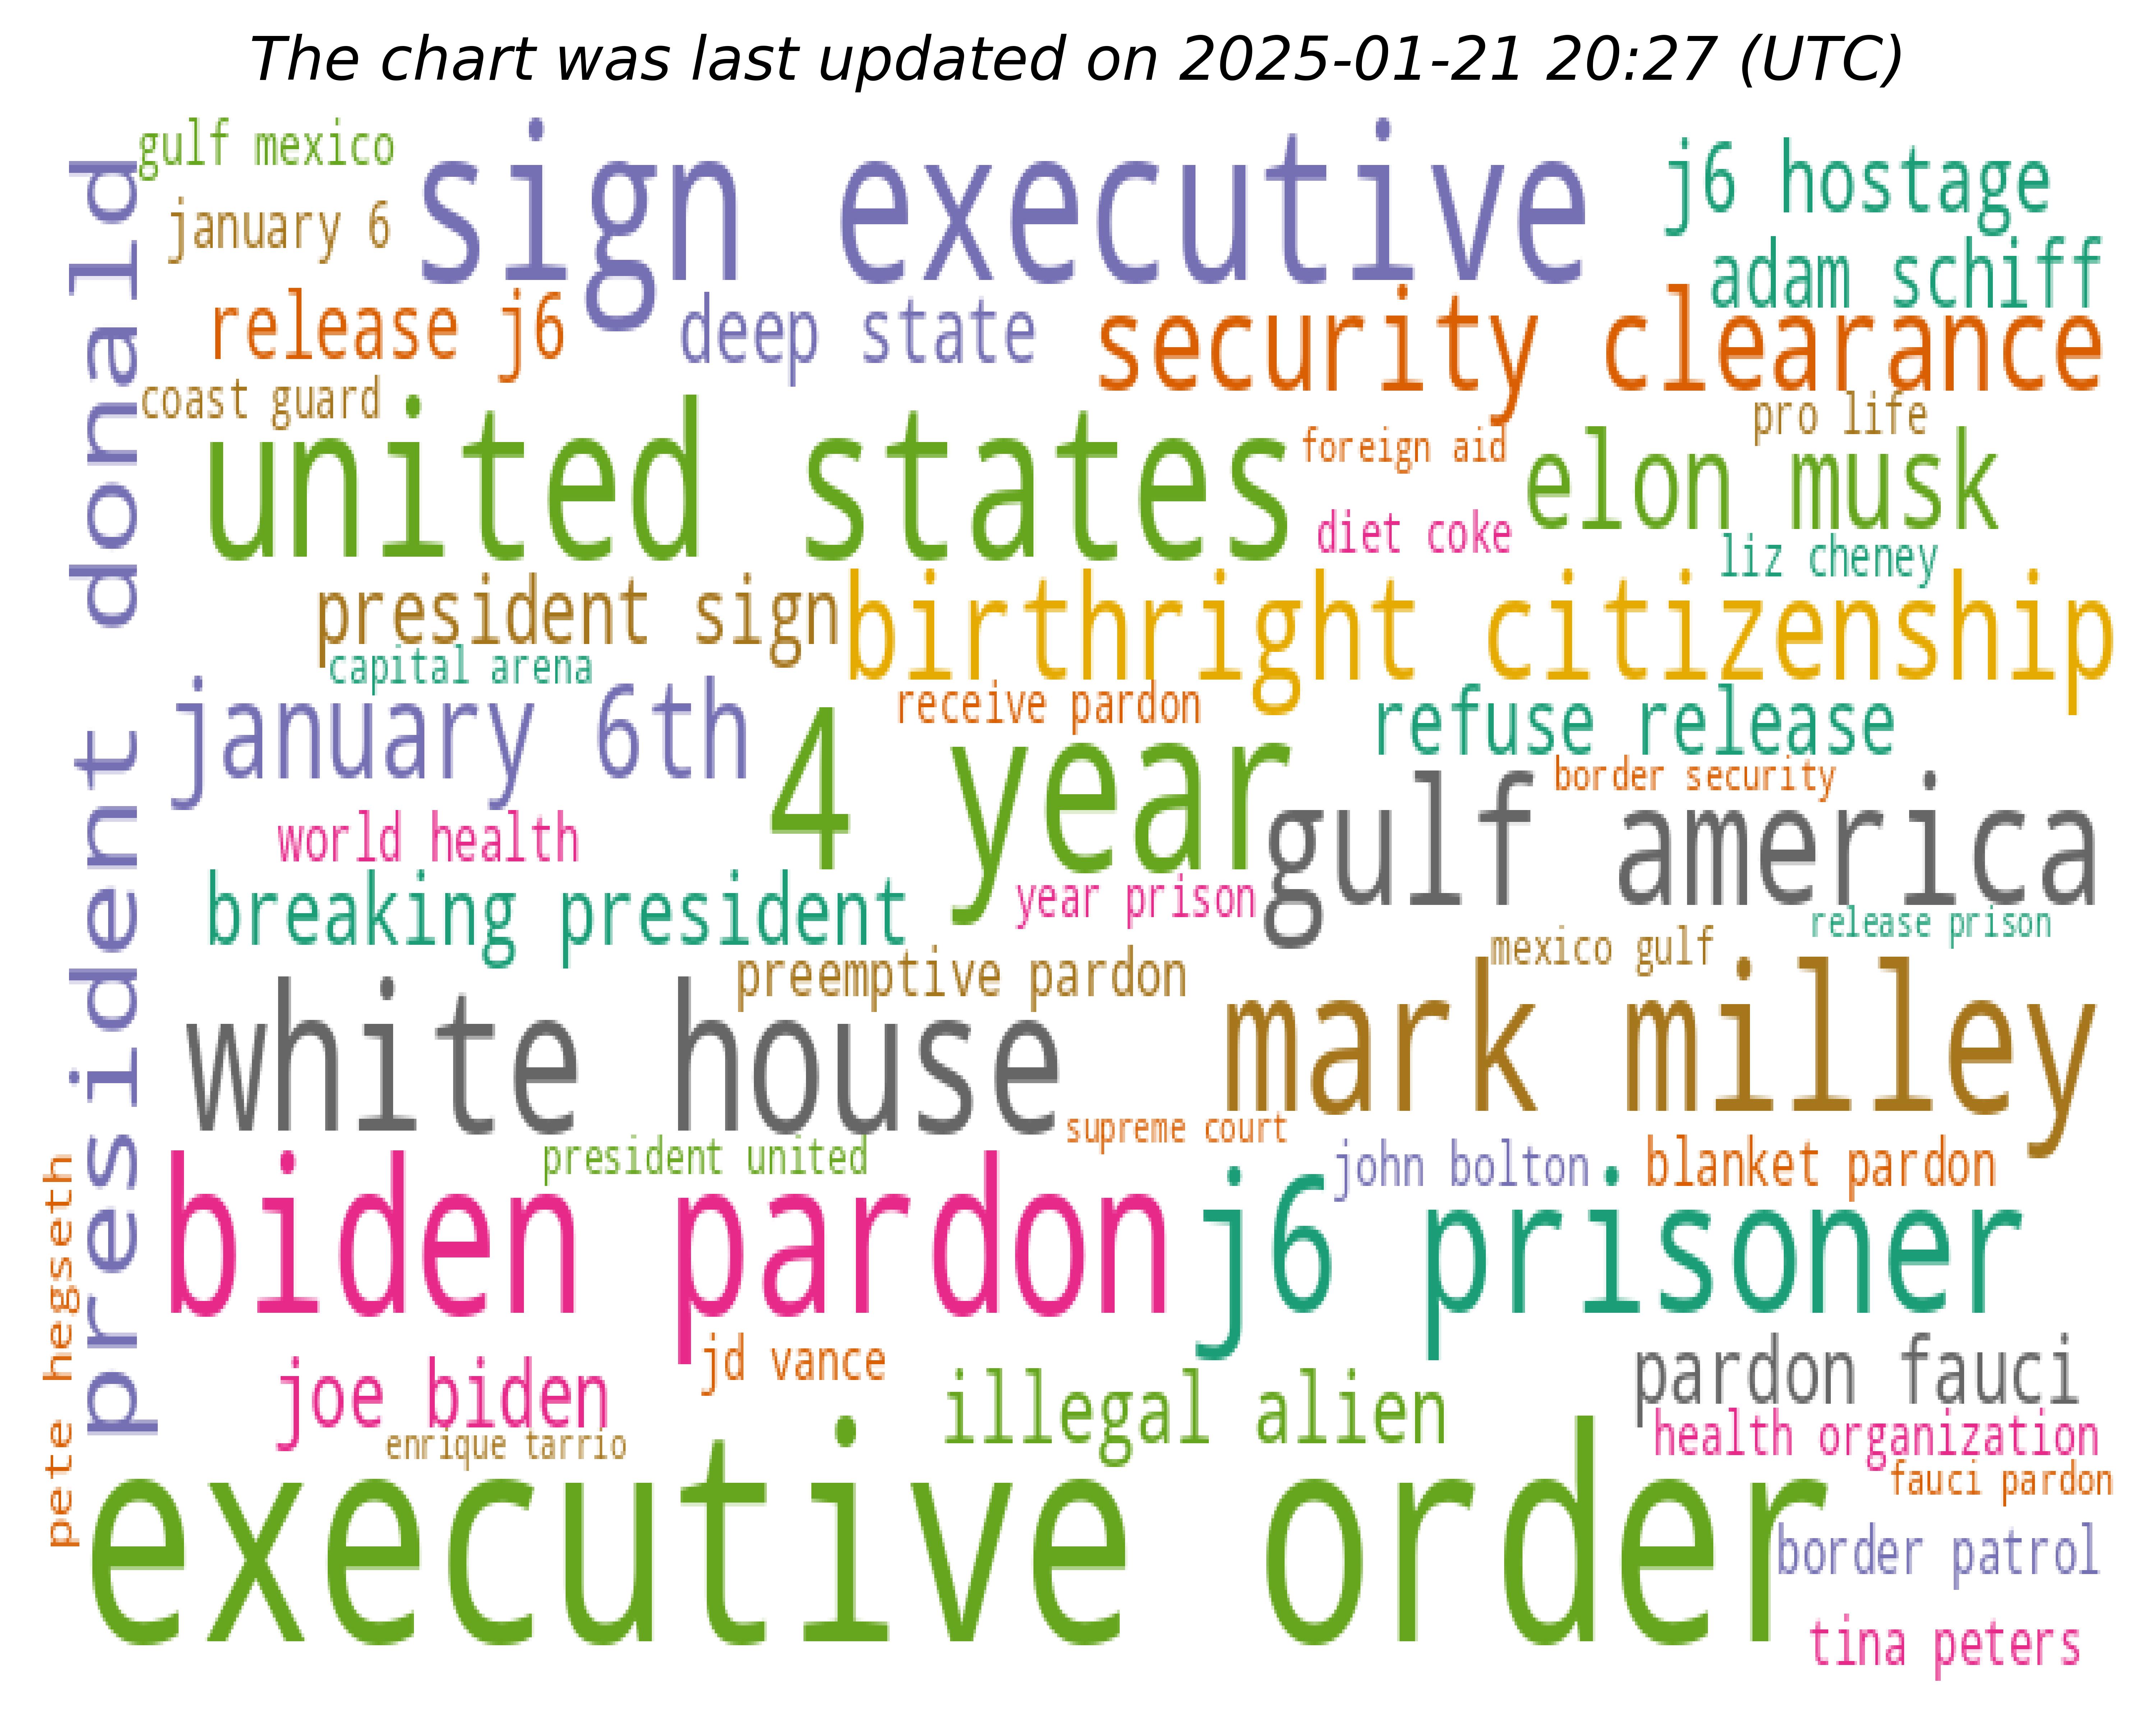 The chart was last updated on 2025-01-21 20:27 (UTC)
gulf mexico
sign executive
j6 hostage
january 6
adam schiff
release j6
deep state
security clearance
coast guard
pro life
united states
foreign aid
elon musk
diet coke
liz cheney
president sign
birthright citizenship
capital arena
january 6th
receive pardon
refuse release
4 year
border security
gulf america
world health
breaking president
year prison
release prison
mexico gulf
preemptive pardon
white house
mark milley
supreme court
president united
john bolton
blanket pardon
biden pardon
j6 prisoner
jd vance
pardon fauci
joe biden
illegal alien
health organization
enrique tarrio
fauci pardon
executive order
border patrol
tina peters
president donald
pete hegseth